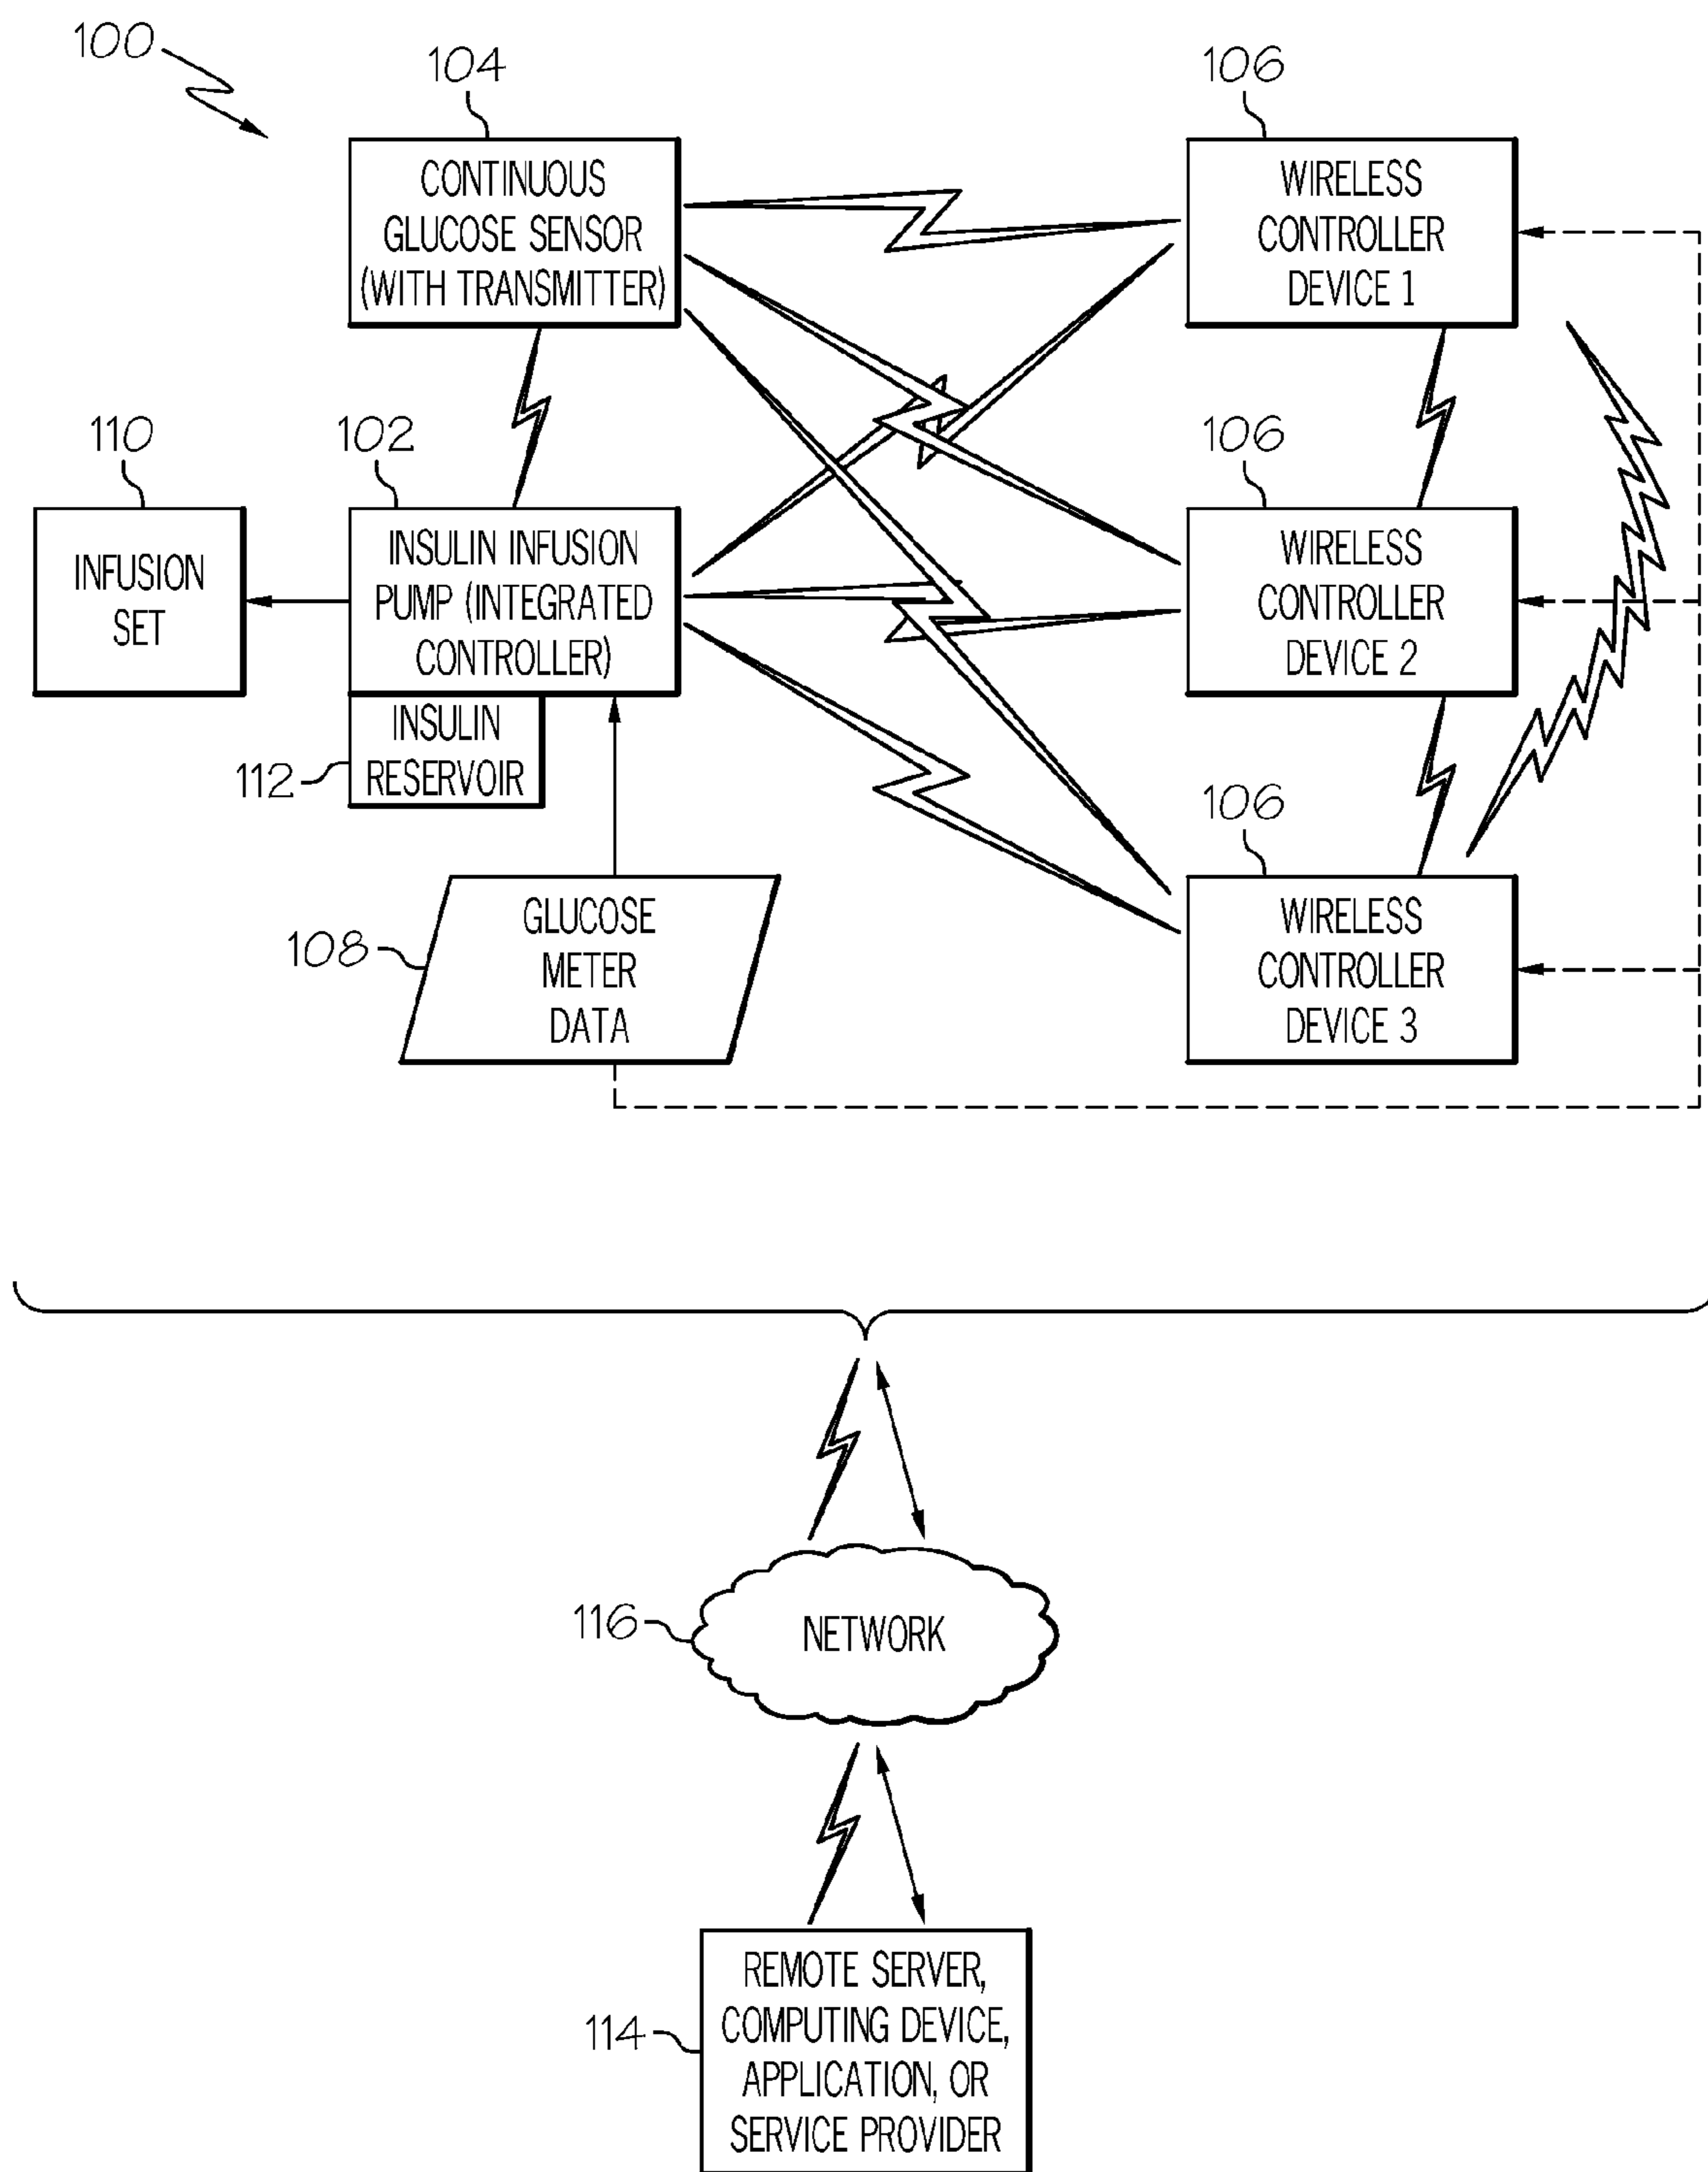 100
104
CONTINUOUS
GLUCOSE SENSOR
(WITH TRANSMITTER)
106
WIRELESS
CONTROLLER
DEVICE 1
110
INFUSION
SET
102
INSULIN INFUSION
PUMP (INTEGRATED
CONTROLLER)
106
WIRELESS
CONTROLLER
DEVICE 2
112
INSULIN
RESERVOIR
108
GLUCOSE
METER
DATA
106
WIRELESS
CONTROLLER
DEVICE 3
116
NETWORK
114
REMOTE SERVER,
COMPUTING DEVICE,
APPLICATION, OR
SERVICE PROVIDER